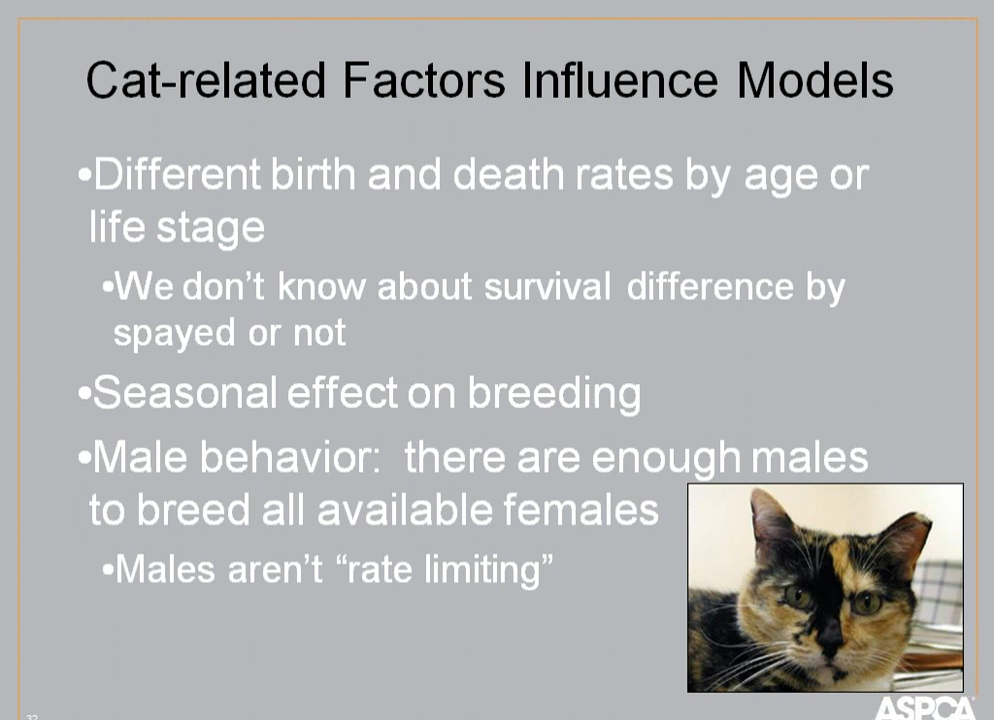 Cat-related Factors Influence Models
•Different birth and death rates by age or
life stage
•We don't know about survival difference by
spayed or not
•Seasonal effect on breeding
•Male behavior:  there are enough males
to breed all available females
•Males aren't “rate limiting”
32
ASPCA